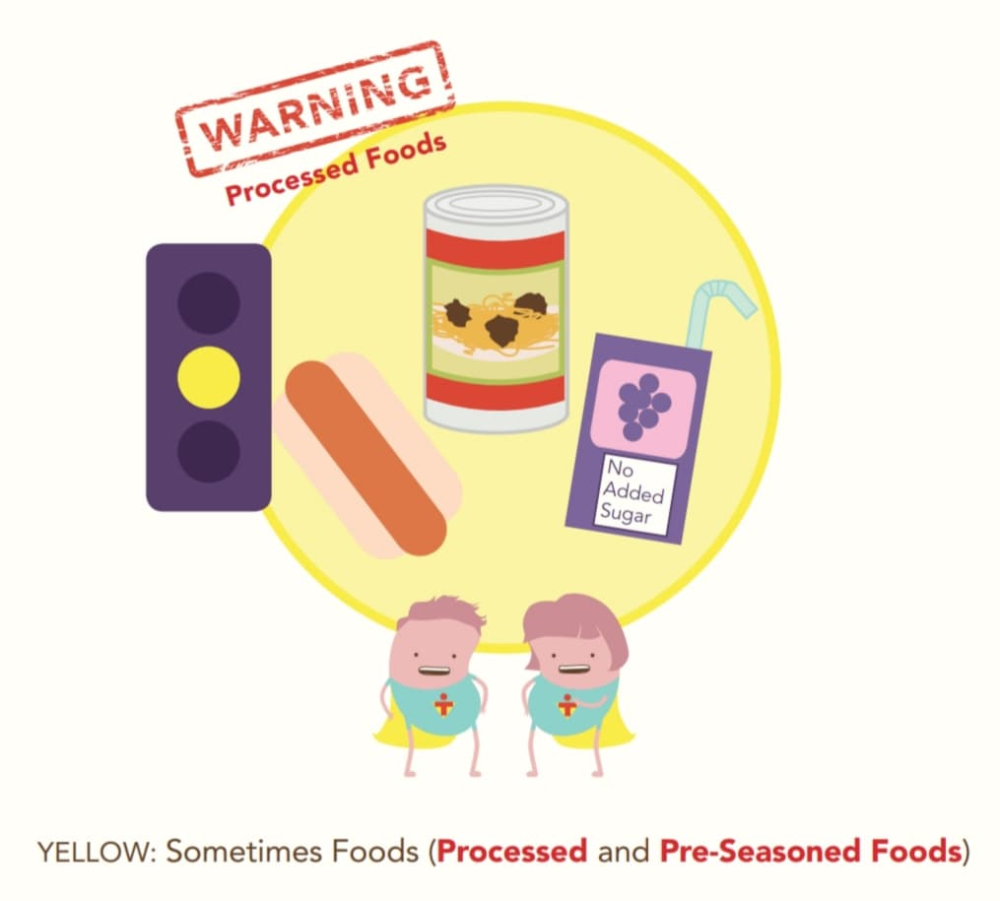 WARNING
Processed Foods
No
Added
Sugar
YELLOW: Sometimes Foods (Processed and Pre-Seasoned Foods)